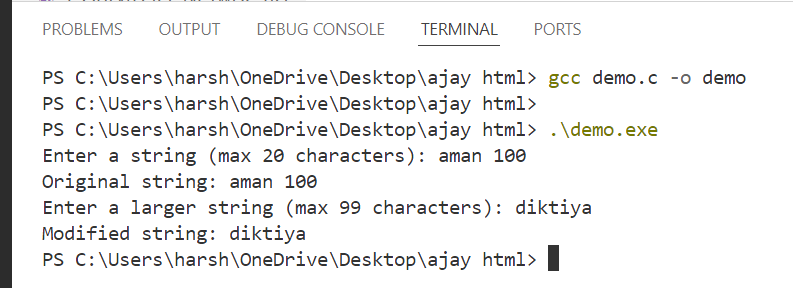 PROBLEMS OUTPUT DEBUG CONSOLE TERMINAL PORTS
PS C:\Users\harsh\OneDrive\Desktop\ajay html> gcc demo.c -o demo
PS C:\Users\harsh\OneDrive\Desktop\ajay html>
PS C:\Users\harsh\OneDrive\Desktop\ajay html> .\demo.exe
Enter a string (max 20 characters): aman 100
Original string: aman 100
Enter a larger string (max 99 characters): diktiya
Modified string: diktiya
PS C:\Users\harsh\OneDrive\Desktop\ajay html>